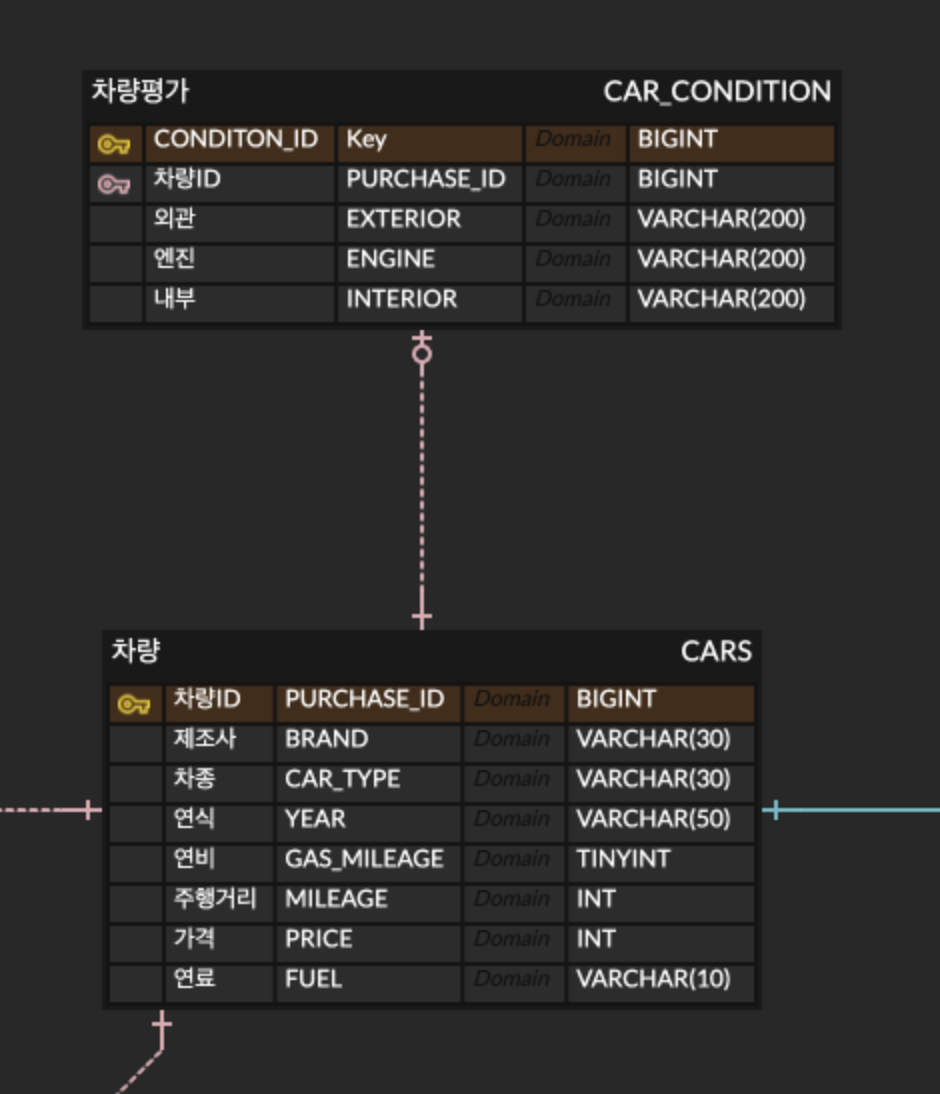 차량평가 CAR_CONDITION
CONDITON_ID Key Domain BIGINT
차량ID PURCHASE_ID Domain BIGINT
외관 EXTERIOR Domain VARCHAR(200)
엔진 ENGINE Domain VARCHAR(200)
내부 INTERIOR Domain VARCHAR(200)
차량 CARS
차량ID PURCHASE_ID Domain BIGINT
제조사 BRAND Domain VARCHAR(30)
차종 CAR_TYPE Domain VARCHAR(30)
연식 YEAR Domain VARCHAR(50)
연비 GAS_MILEAGE Domain TINYINT
주행거리 MILEAGE Domain INT
가격 PRICE Domain INT
연료 FUEL Domain VARCHAR(10)